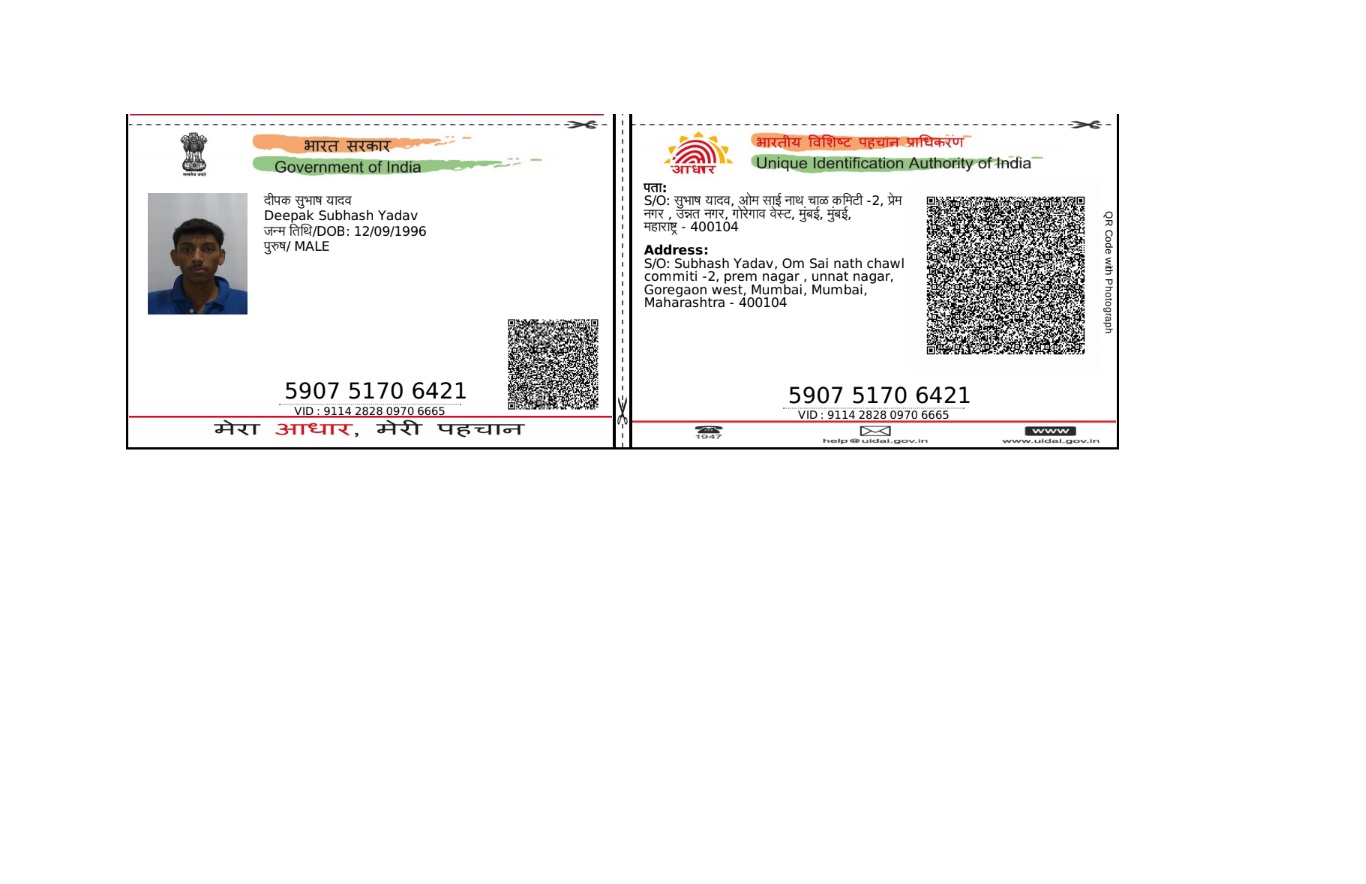 भारत सरकार
Government of India
सत्यमेव जयते
दीपक सुभाष यादव
Deepak Subhash Yadav
जन्म तिथि/DOB: 12/09/1996
पुरुष/ MALE
5907 5170 6421
VID : 9114 2828 0970 6665
मेरा आधार, मेरी पहचान
भारतीय विशिष्ट पहचान प्राधिकरण
Unique Identification Authority of India
आधार
पता:
S/O: सुभाष यादव, ओम साई नाथ चाळ कमिटी -2, प्रेम
नगर , उन्नत नगर, गोरेगाव वेस्ट, मुंबई, मुंबई,
महाराष्ट्र - 400104
Address:
S/O: Subhash Yadav, Om Sai nath chawl
commiti -2, prem nagar , unnat nagar,
Goregaon west, Mumbai, Mumbai,
Maharashtra - 400104
QR Code with Photograph
5907 5170 6421
VID : 9114 2828 0970 6665
1947
help@uidai.gov.in
www
www.uidai.gov.in